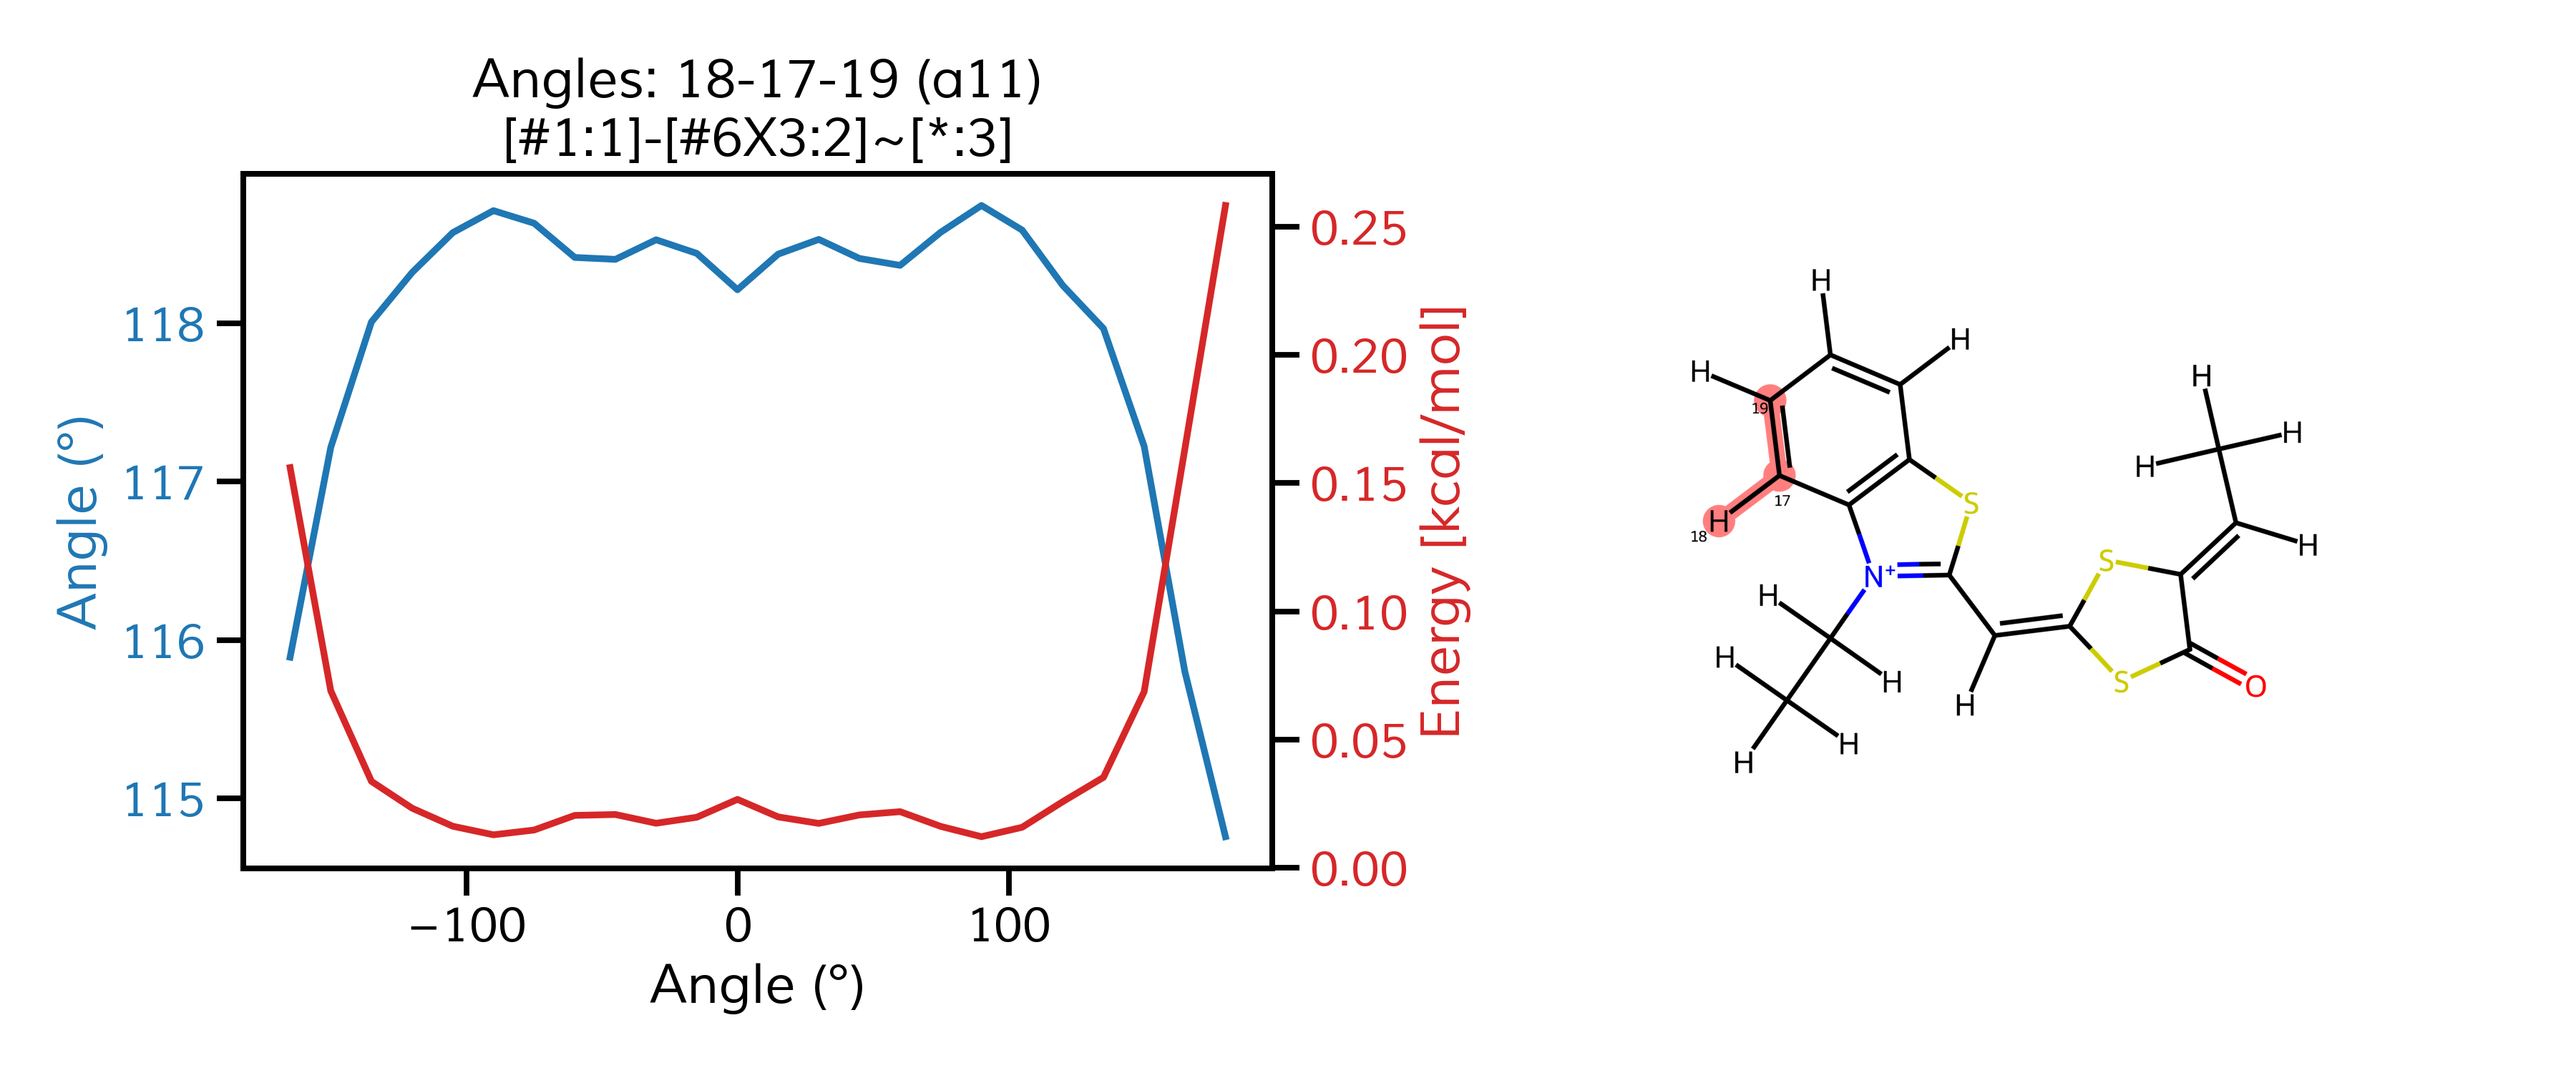 Angles: 18-17-19 (a11)
[#1:1]-[#6X3:2]~[*:3]
Angle (°)
118
117
116
115
0.25
0.20
0.15
0.10
0.05
0.00
Energy [kcal/mol]
−100 0 100
Angle (°)
H
H
H
H
19
17
18 H
S
N⁺
H
H
H
H
H
H
S
S
O
H
H
H
H